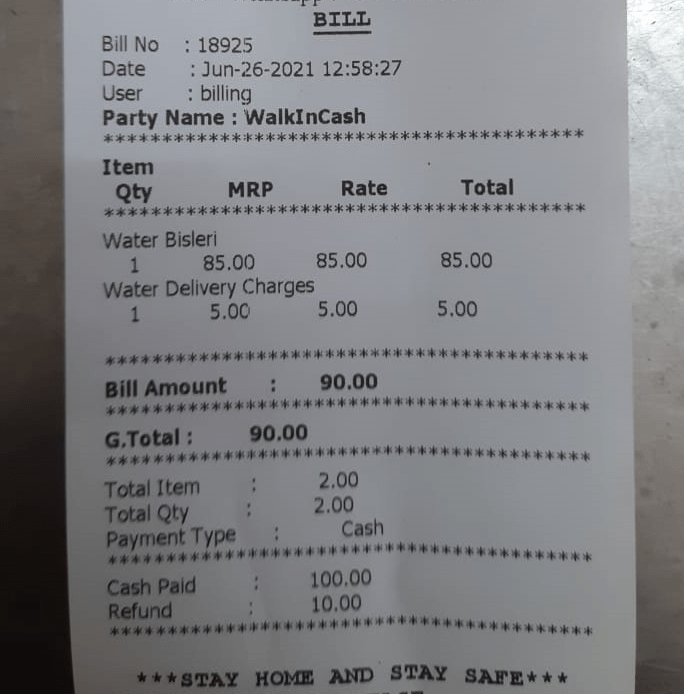 BILL
Bill No : 18925
Date : Jun-26-2021 12:58:27
User : billing
Party Name : WalkInCash
*****************************************
Item
Qty MRP Rate Total
*****************************************
Water Bisleri
1 85.00 85.00 85.00
Water Delivery Charges
1 5.00 5.00 5.00
*****************************************
Bill Amount : 90.00
*****************************************
G.Total : 90.00
*****************************************
Total Item : 2.00
Total Qty : 2.00
Payment Type : Cash
*****************************************
Cash Paid : 100.00
Refund : 10.00
*****************************************
***STAY HOME AND STAY SAFE***